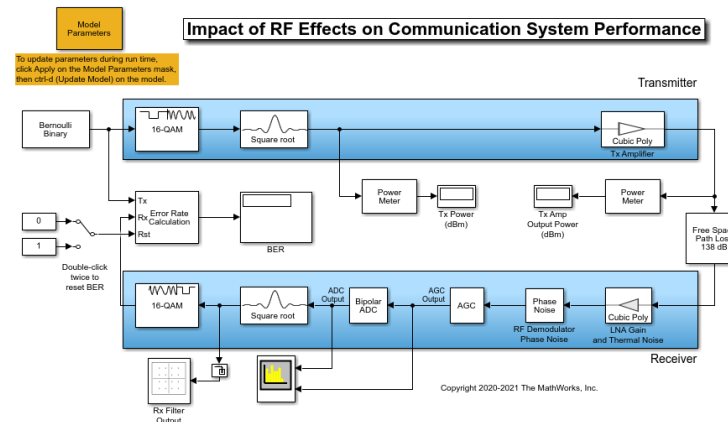 Model
Parameters
Impact of RF Effects on Communication System Performance
To update parameters during run time,
click Apply on the Model Parameters mask,
then ctrl-d (Update Model) on the model.
Transmitter
Bernoulli
Binary
16-QAM
Square root
Cubic Poly
Tx Amplifier
Tx
Rx
Rst
Error Rate
Calculation
BER
Power
Meter
Tx Power
(dBm)
Tx Amp
Output Power
(dBm)
Power
Meter
Free Spac
Path Los
138 dB
0
1
Double-click
twice to
reset BER
16-QAM
Square root
ADC
Output
Bipolar
ADC
AGC
Output
AGC
Phase
Noise
RF Demodulator
Phase Noise
Cubic Poly
LNA Gain
and Thermal Noise
Receiver
Rx Filter
Output
Copyright 2020-2021 The MathWorks, Inc.